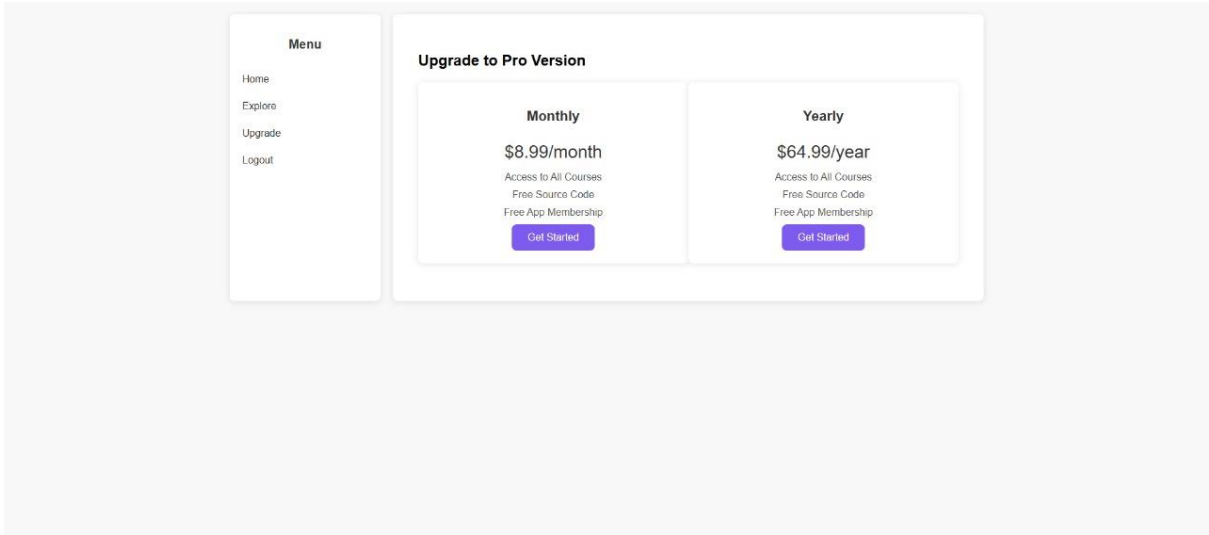 Menu
Home
Explore
Upgrade
Logout
Upgrade to Pro Version
Monthly
$8.99/month
Access to All Courses
Free Source Code
Free App Membership
Get Started
Yearly
$64.99/year
Access to All Courses
Free Source Code
Free App Membership
Get Started